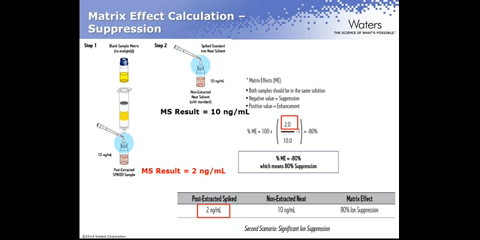 Matrix Effect Calculation –
Suppression
Waters
THE SCIENCE OF WHAT'S POSSIBLE.
Step 1
Step 2
Blank Sample Matrix
(no analyte)
Spiked Standard
into Neat Solvent
10 ng/mL
Non-Extracted
Neat Solvent
(with standard)
MS Result = 10 ng/mL
10 ng/mL
Post-Extracted
SPIKED Sample
MS Result = 2 ng/mL
* Matrix Effects (ME)
• Both samples should be in the same solution
• Negative value = Suppression
• Positive value = Enhancement
% ME = 100 x ( 2.0 / 10.0 ) = -80%
% ME = -80%
which means 80% Suppression
Post-Extracted Spiked Non-Extracted Neat Matrix Effect
2 ng/mL 10 ng/mL 80% Ion Suppression
Second Scenario: Significant Ion Suppression
©2014 Waters Corporation